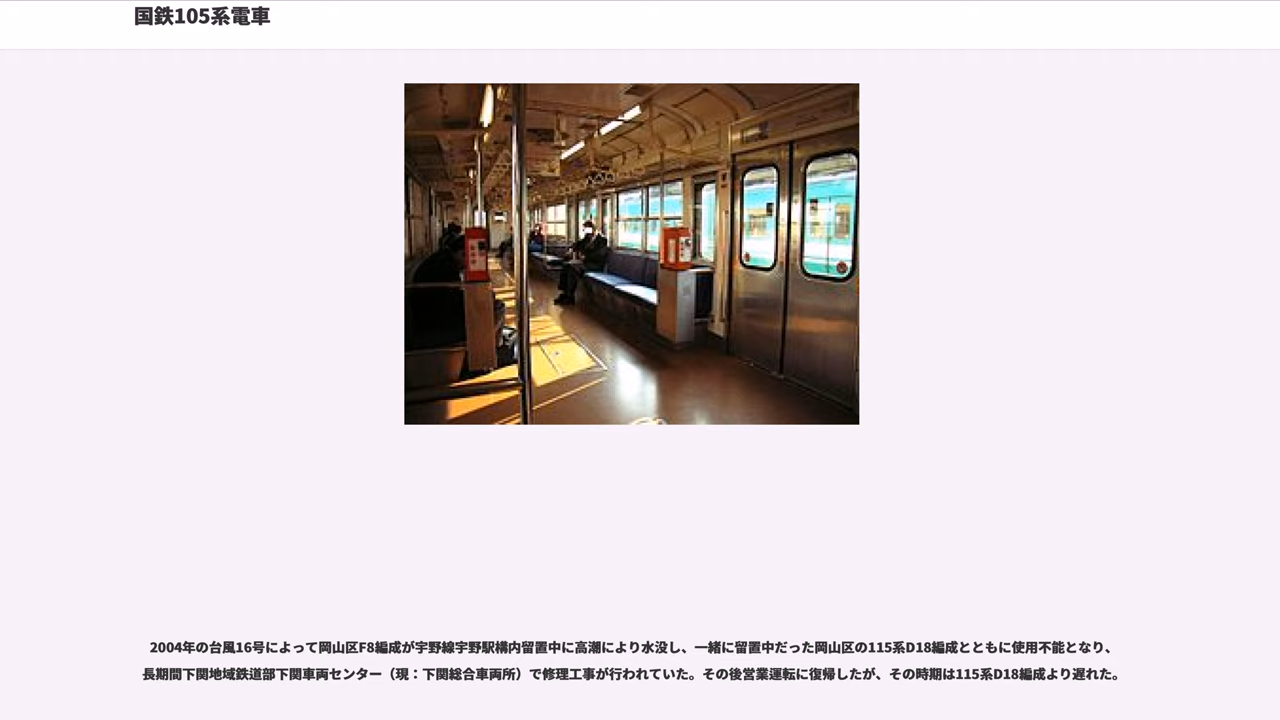 国鉄105系電車
2004年の台風16号によって岡山区F8編成が宇野線宇野駅構内留置中に高潮により水没し、一緒に留置中だった岡山区の115系D18編成とともに使用不能となり、
長期間下関地域鉄道部下関車両センター（現：下関総合車両所）で修理工事が行われていた。その後営業運転に復帰したが、その時期は115系D18編成より遅れた。